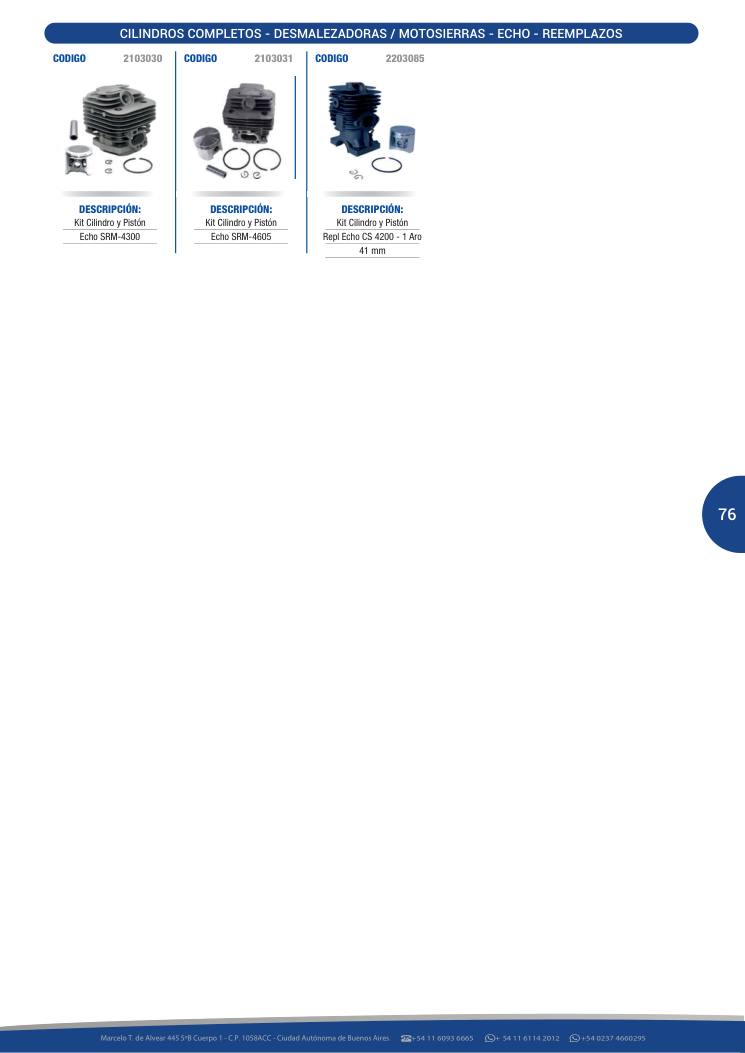 CILINDROS COMPLETOS - DESMALEZADORAS / MOTOSIERRAS - ECHO - REEMPLAZOS
CODIGO 2103030
DESCRIPCIÓN:
Kit Cilindro y Pistón
Echo SRM-4300
CODIGO 2103031
DESCRIPCIÓN:
Kit Cilindro y Pistón
Echo SRM-4605
CODIGO 2203085
DESCRIPCIÓN:
Kit Cilindro y Pistón
Repl Echo CS 4200 - 1 Aro
41 mm
76
Marcelo T. de Alvear 445 5ºB Cuerpo 1 - C.P. 1058ACC - Ciudad Autónoma de Buenos Aires +54 11 6093 6665 + 54 11 6114 2012 +54 0237 4660295